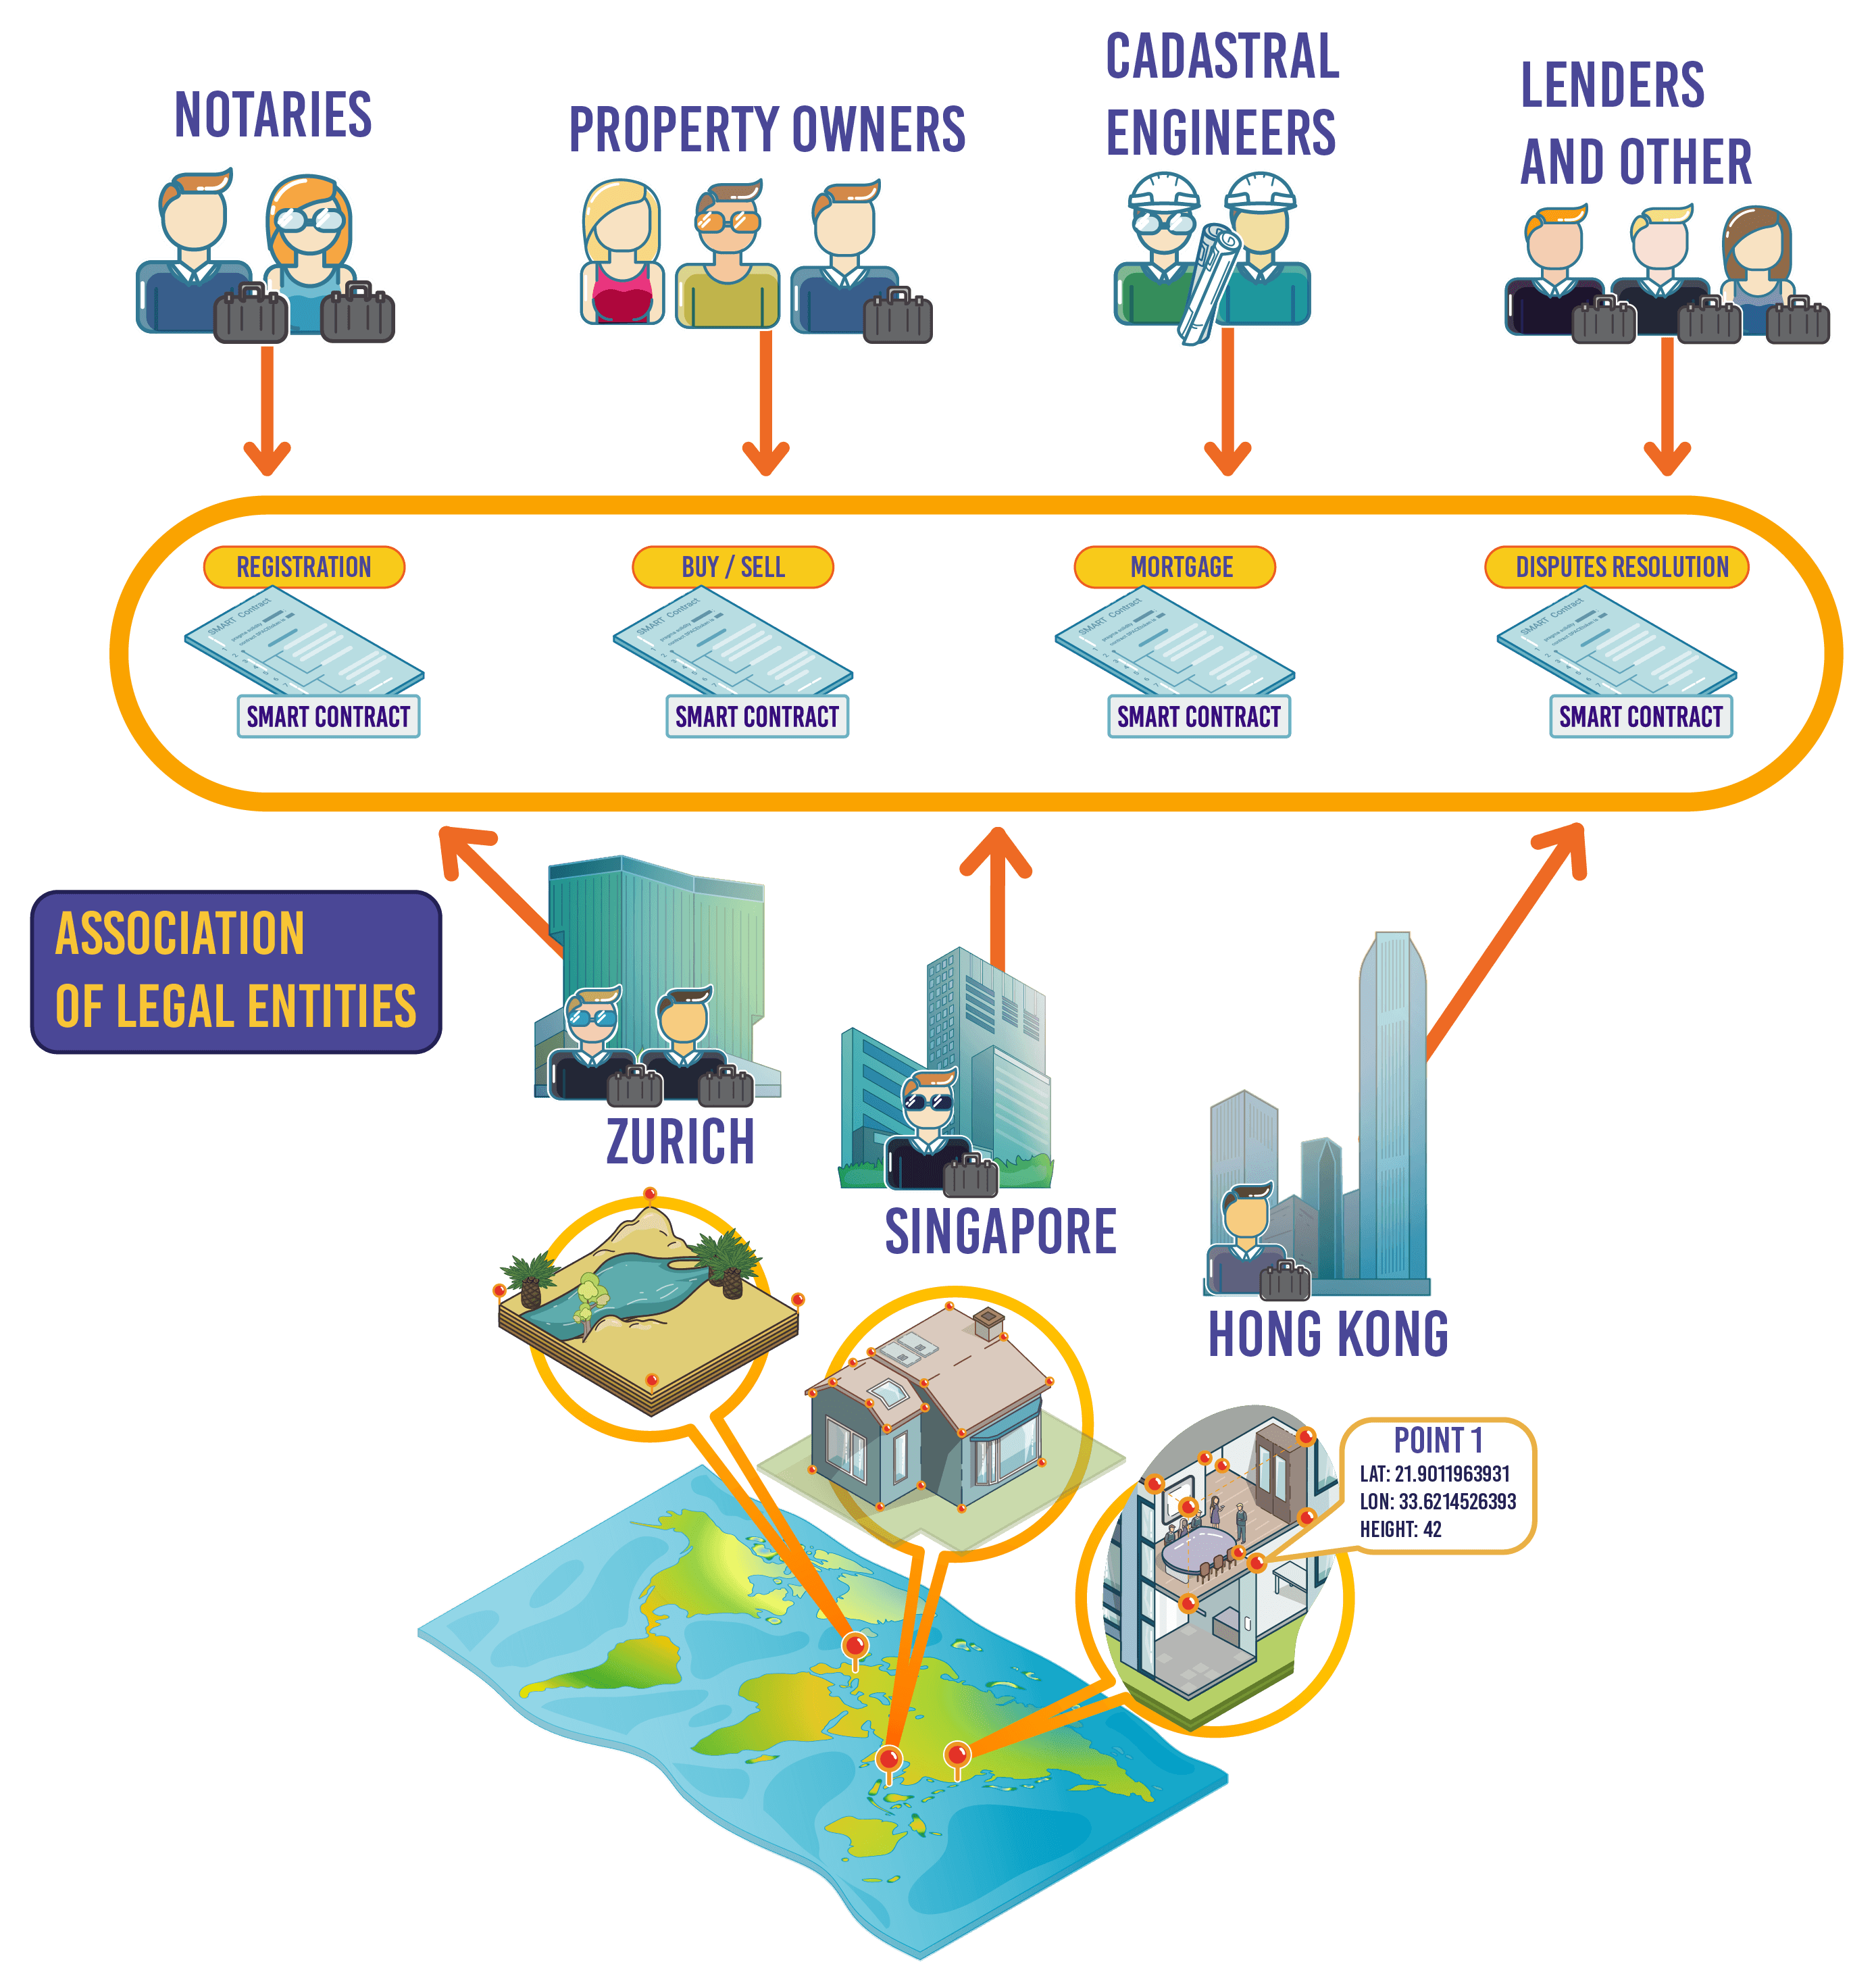 NOTARIES
PROPERTY OWNERS
CADASTRAL
ENGINEERS
LENDERS
AND OTHER
REGISTRATION
BUY / SELL
MORTGAGE
DISPUTES RESOLUTION
SMART Contract
SMART Contract
SMART Contract
SMART Contract
SMART CONTRACT
SMART CONTRACT
SMART CONTRACT
SMART CONTRACT
ASSOCIATION
OF LEGAL ENTITIES
ZURICH
SINGAPORE
HONG KONG
POINT 1
LAT: 21.9011963931
LON: 33.6214526393
HEIGHT: 42